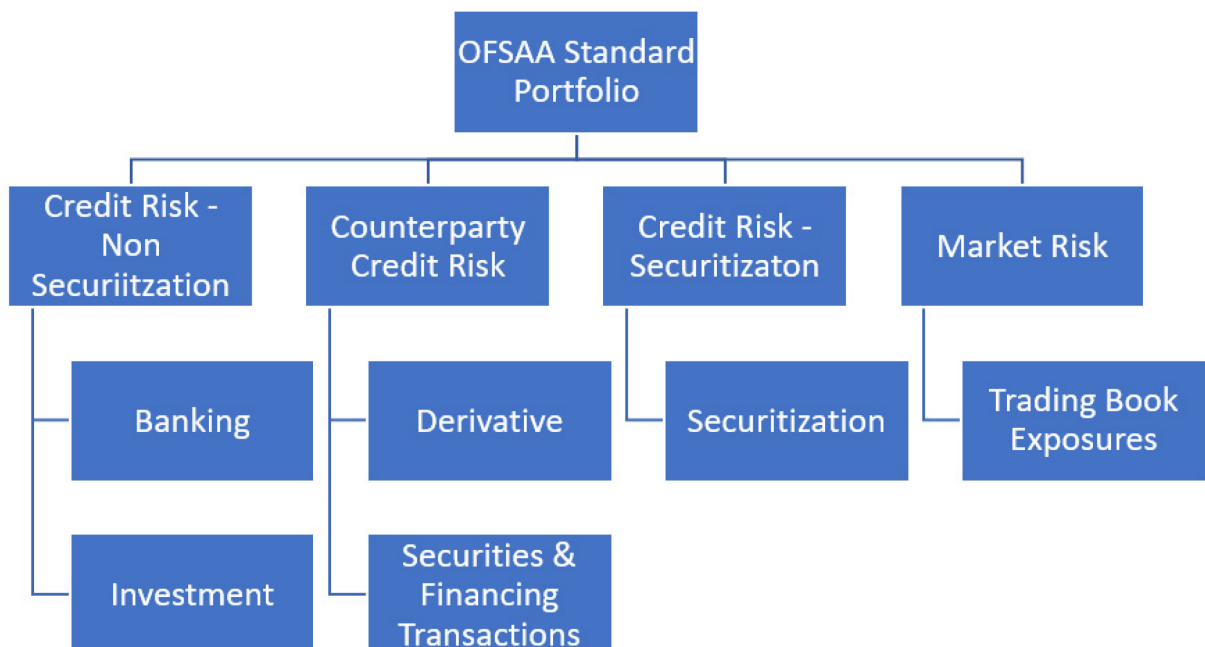 OFSAA Standard
Portfolio
Credit Risk -
Non
Securiitzation
Counterparty
Credit Risk
Credit Risk -
Securitizaton
Market Risk
Banking
Derivative
Securitization
Trading Book
Exposures
Investment
Securities &
Financing
Transactions